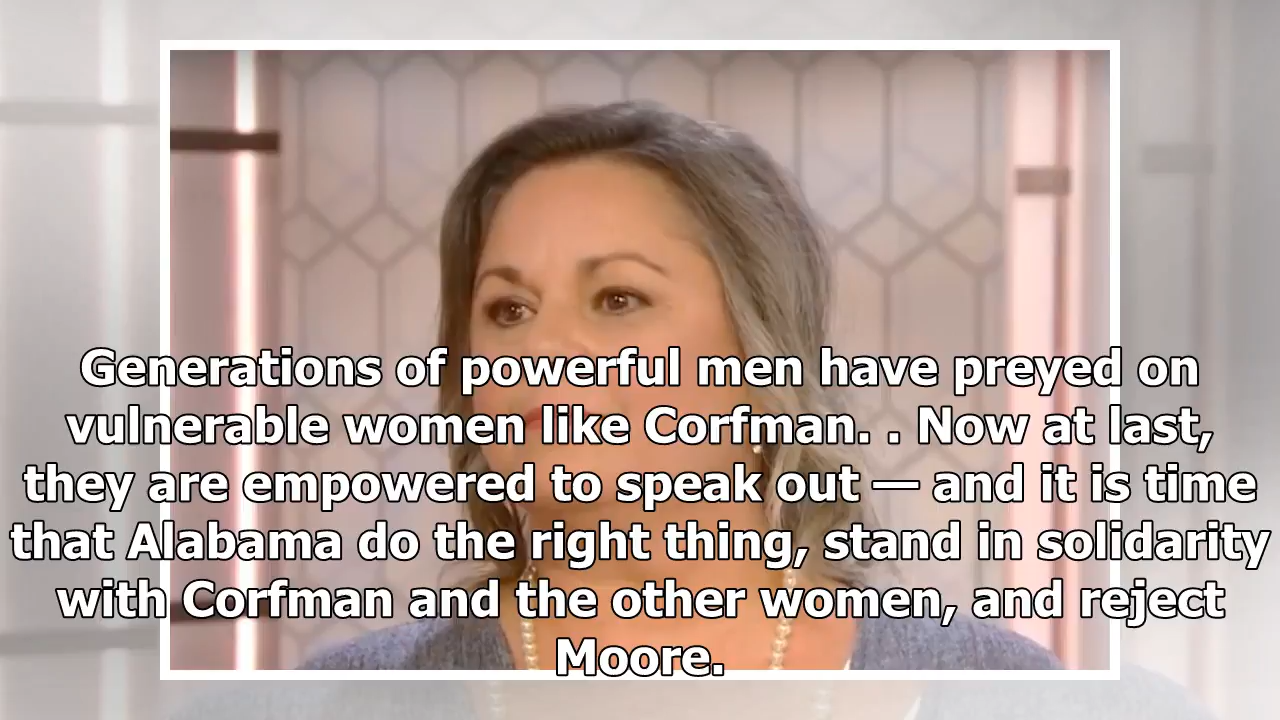 Generations of powerful men have preyed on
vulnerable women like Corfman. . Now at last,
they are empowered to speak out — and it is time
that Alabama do the right thing, stand in solidarity
with Corfman and the other women, and reject
Moore.